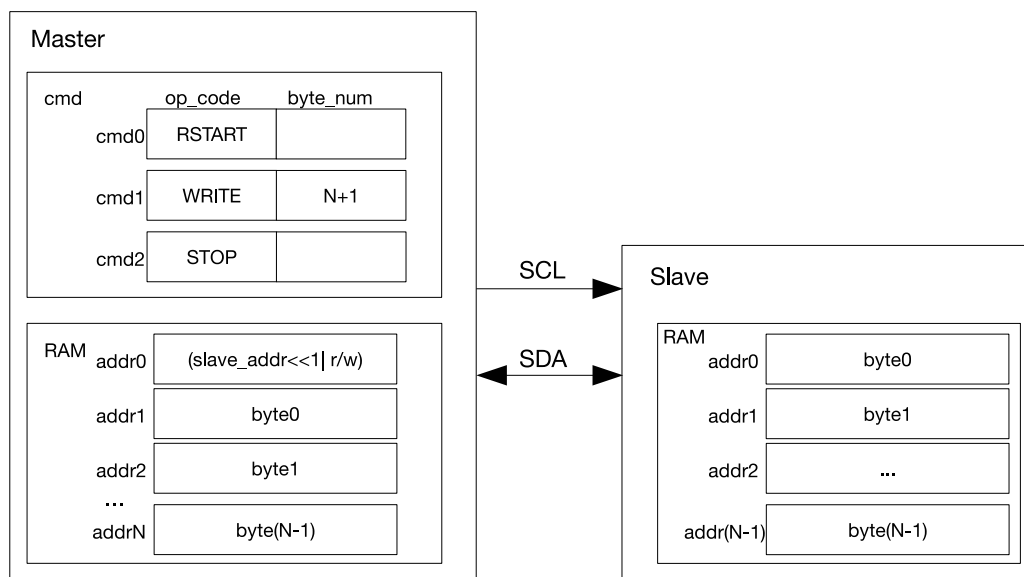 Master
cmd op_code byte_num
cmd0 RSTART
cmd1 WRITE N+1
cmd2 STOP
RAM
addr0 (slave_addr<<1| r/w)
addr1 byte0
addr2 byte1
...
addrN byte(N-1)
SCL
SDA
Slave
RAM
addr0 byte0
addr1 byte1
addr2 ...
addr(N-1) byte(N-1)